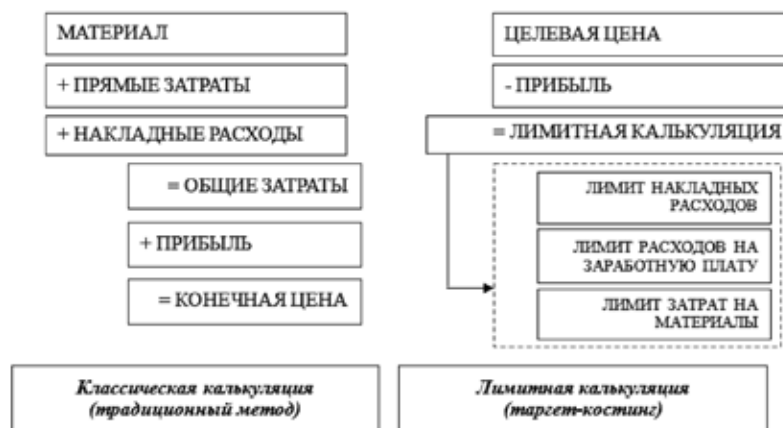 МАТЕРИАЛ
+ ПРЯМЫЕ ЗАТРАТЫ
+ НАКЛАДНЫЕ РАСХОДЫ
= ОБЩИЕ ЗАТРАТЫ
+ ПРИБЫЛЬ
= КОНЕЧНАЯ ЦЕНА
Классическая калькуляция
(традиционный метод)
ЦЕЛЕВАЯ ЦЕНА
- ПРИБЫЛЬ
= ЛИМИТНАЯ КАЛЬКУЛЯЦИЯ
ЛИМИТ НАКЛАДНЫХ
РАСХОДОВ
ЛИМИТ РАСХОДОВ НА
ЗАРАБОТНУЮ ПЛАТУ
ЛИМИТ ЗАТРАТ НА
МАТЕРИАЛЫ
Лимитная калькуляция
(таргет-костинг)